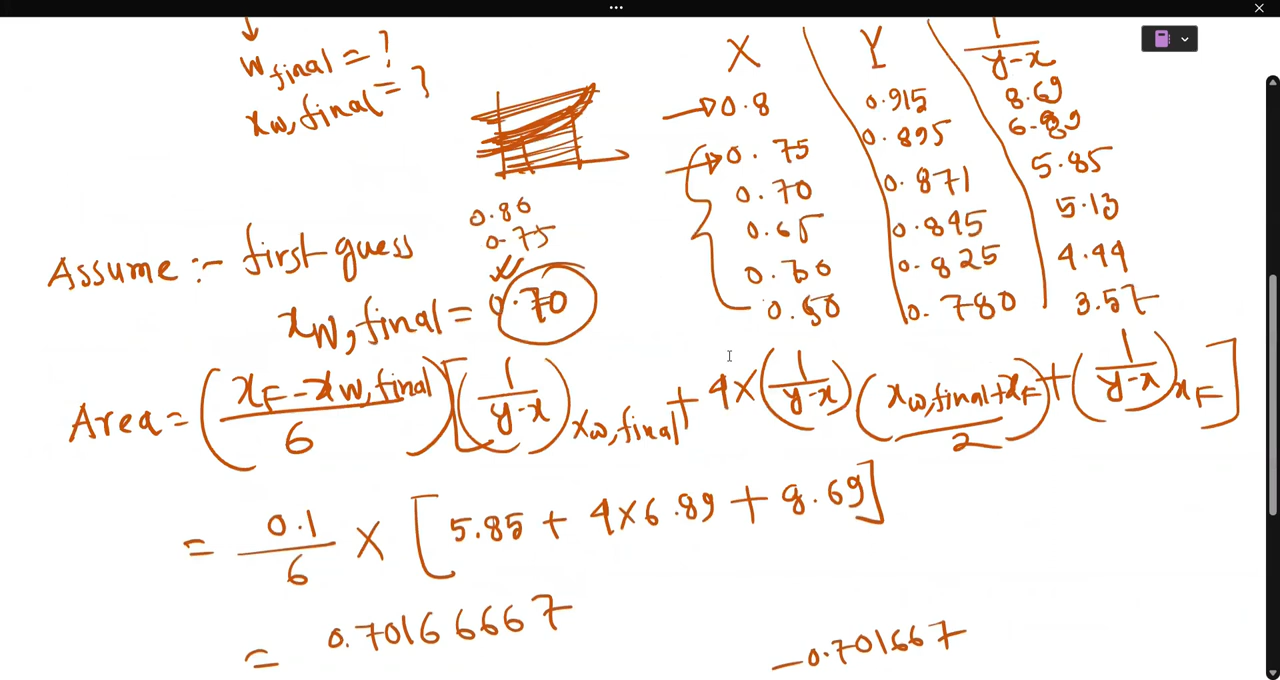 W final = ?
xw, final = ?
X Y 1/(y-x)
0.8 0.915 8.69
0.75 0.895 6.89
0.70 0.871 5.85
0.65 0.845 5.13
0.60 0.825 4.44
0.50 0.780 3.57
0.80
0.75
Assume :- first guess
xw, final = 0.70
Area = ((xF - xw, final)/6) [(1/(y-x)) xw, final + 4 × (1/(y-x)) ((xw, final + xF)/2) + (1/(y-x)) xF]
= 0.1/6 × [5.85 + 4×6.89 + 8.69]
= 0.70166667
-0.701667